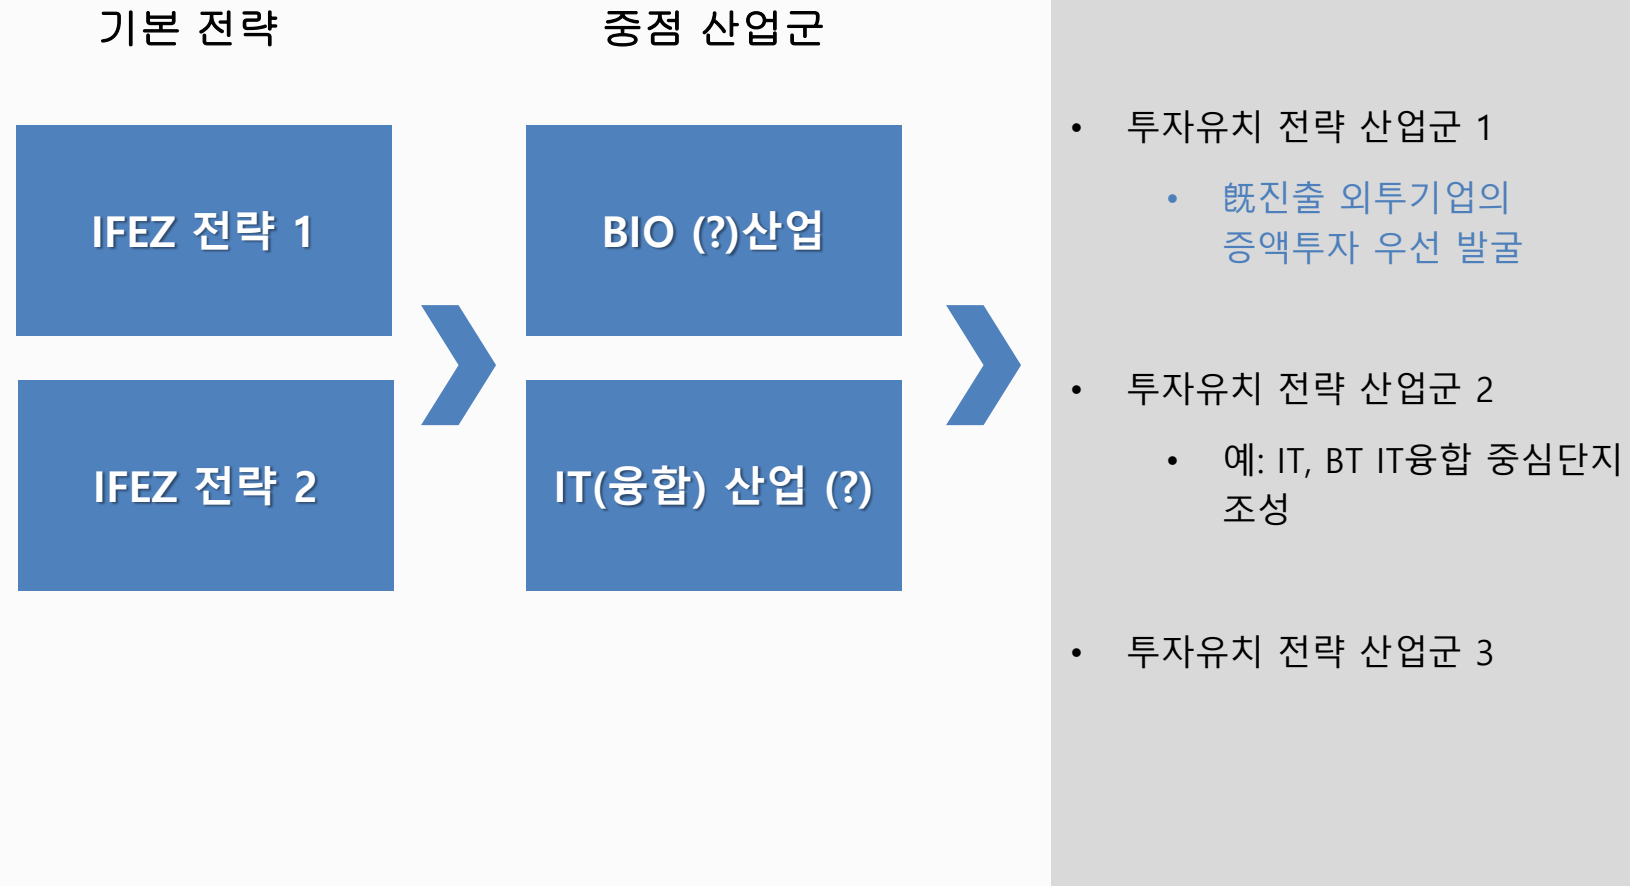 기본 전략
중점 산업군
IFEZ 전략 1
BIO (?)산업
IFEZ 전략 2
IT(융합) 산업 (?)
• 투자유치 전략 산업군 1
• 旣진출 외투기업의
증액투자 우선 발굴
• 투자유치 전략 산업군 2
• 예: IT, BT IT융합 중심단지
조성
• 투자유치 전략 산업군 3